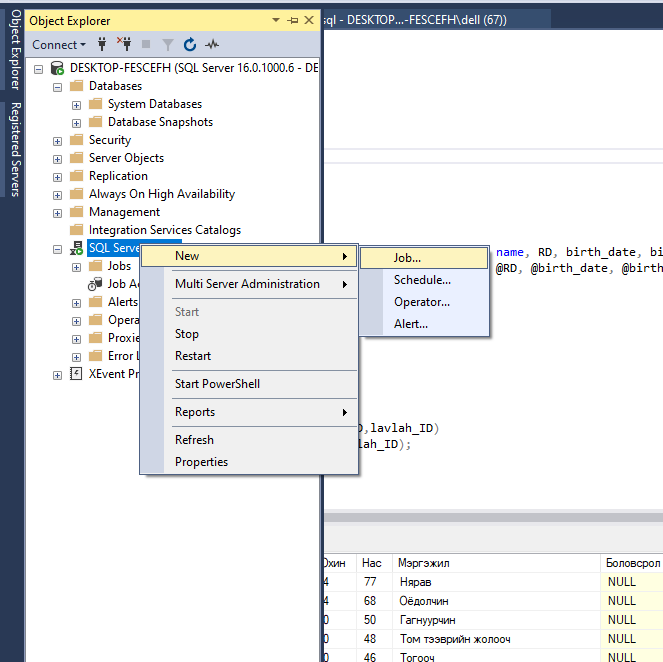 Object Explorer
Registered Servers
Object Explorer
sql - DESKTOP...-FESCEFH\dell (67))
Connect
DESKTOP-FESCEFH (SQL Server 16.0.1000.6 - DE
Databases
System Databases
Database Snapshots
Security
Server Objects
Replication
Always On High Availability
Management
Integration Services Catalogs
SQL Serve
Jobs
Job A
Alerts
Opera
Proxie
Error L
XEvent Pr
New
Multi Server Administration
Start
Stop
Restart
Start PowerShell
Reports
Refresh
Properties
Job...
Schedule...
Operator...
Alert...
name, RD, birth_date, bi
@RD, @birth_date, @birth
,lavlah_ID)
lah_ID);
Охин Нас Мэргэжил Боловсрол
4 77 Нярав NULL
4 68 Оёдолчин NULL
0 50 Гагнуурчин NULL
0 48 Том тээврийн жолооч NULL
0 46 Тогооч NULL